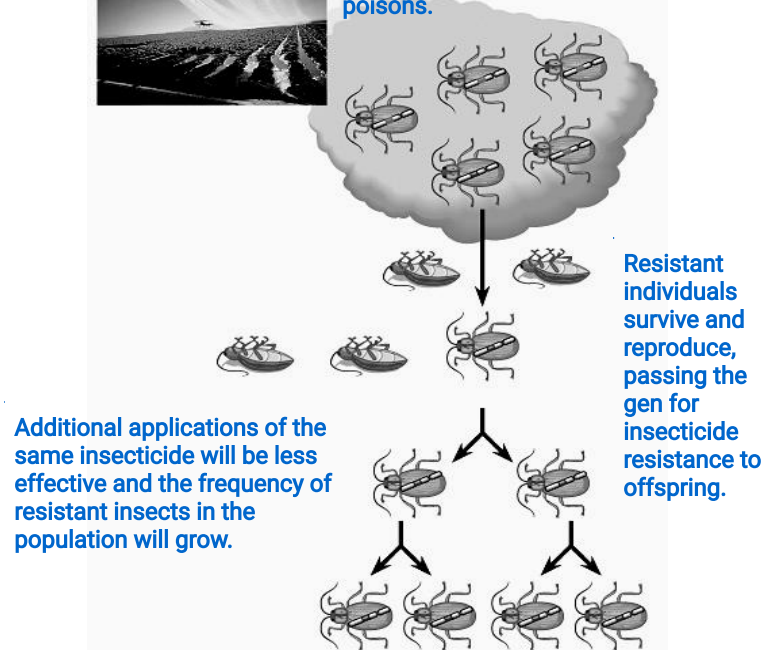 poisons.
Resistant
individuals
survive and
reproduce,
passing the
gen for
insecticide
resistance to
offspring.
Additional applications of the
same insecticide will be less
effective and the frequency of
resistant insects in the
population will grow.